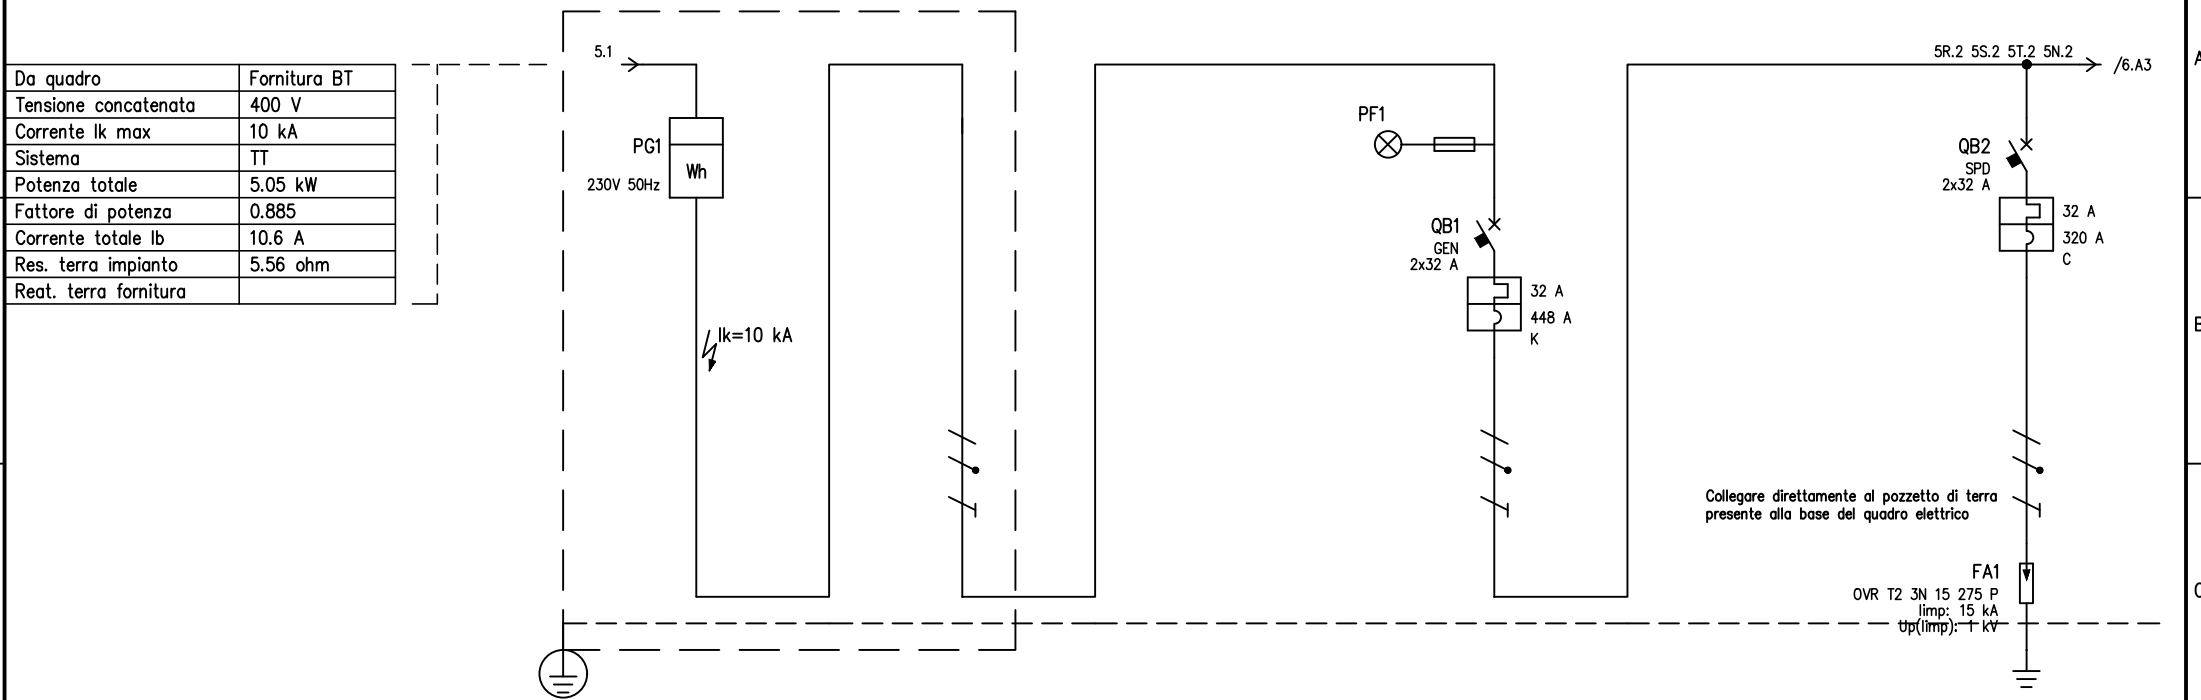 Da quadro Fornitura BT
Tensione concatenata 400 V
Corrente Ik max 10 kA
Sistema TT
Potenza totale 5.05 kW
Fattore di potenza 0.885
Corrente totale Ib 10.6 A
Res. terra impianto 5.56 ohm
Reat. terra fornitura
5.1
PG1
Wh
230V 50Hz
Ik=10 kA
PF1
QB1
GEN
2x32 A
32 A
448 A
K
5R.2 5S.2 5T.2 5N.2
/6.A3
QB2
SPD
2x32 A
32 A
320 A
C
Collegare direttamente al pozzetto di terra
presente alla base del quadro elettrico
FA1
OVR T2 3N 15 275 P
Iimp: 15 kA
Up(Iimp): 1 kV
A
B
C